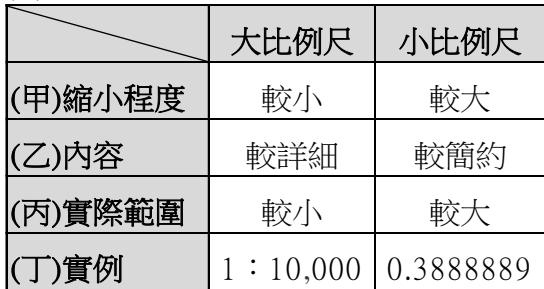 大比例尺 小比例尺
(甲)縮小程度 較小 較大
(乙)內容 較詳細 較簡約
(丙)實際範圍 較小 較大
(丁)實例 1：10,000 0.3888889